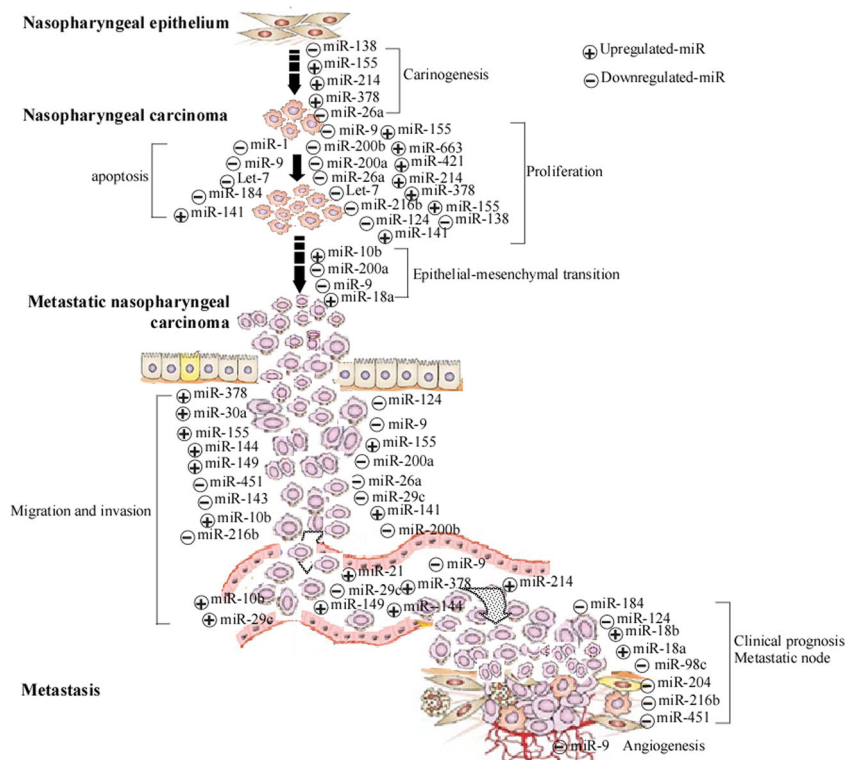 Nasopharyngeal epithelium
⊖ miR-138
⊕ miR-155
⊕ miR-214
⊕ miR-378
⊖ miR-26a
Carinogenesis
⊕ Upregulated-miR
⊖ Downregulated-miR
Nasopharyngeal carcinoma
⊖ miR-1
⊖ miR-9
⊖ Let-7
⊖ miR-184
⊕ miR-141
apoptosis
⊖ miR-9 ⊕ miR-155
⊖ miR-200b ⊕ miR-663
⊖ miR-200a ⊕ miR-421
⊖ miR-26a ⊕ miR-214
⊖ Let-7 ⊕ miR-378
⊖ miR-216b ⊕ miR-155
⊖ miR-124 ⊖ miR-138
⊕ miR-141
Proliferation
⊕ miR-10b
⊖ miR-200a
⊖ miR-9
⊕ miR-18a
Epithelial-mesenchymal transition
Metastatic nasopharyngeal
carcinoma
⊕ miR-378
⊕ miR-30a
⊕ miR-155
⊕ miR-144
⊕ miR-149
⊖ miR-451
⊖ miR-143
⊕ miR-10b
⊖ miR-216b
Migration and invasion
⊖ miR-124
⊖ miR-9
⊕ miR-155
⊖ miR-200a
⊖ miR-26a
⊖ miR-29c
⊕ miR-141
⊖ miR-200b
⊖ miR-9
⊕ miR-21
⊖ miR-29c ⊕ miR-378 ⊕ miR-214
⊕ miR-10b ⊕ miR-149 ⊕ miR-144
⊕ miR-29c
⊖ miR-184
⊖ miR-124
⊕ miR-18b
⊕ miR-18a
⊖ miR-98c
⊖ miR-204
⊖ miR-216b
⊖ miR-451
Clinical prognosis
Metastatic node
Metastasis
⊖ miR-9 Angiogenesis